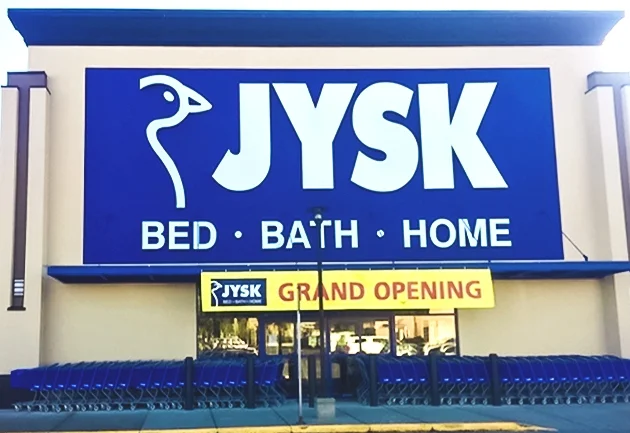 JYSK
BED · BATH · HOME
JYSK GRAND OPENING
BED · BATH · HOME